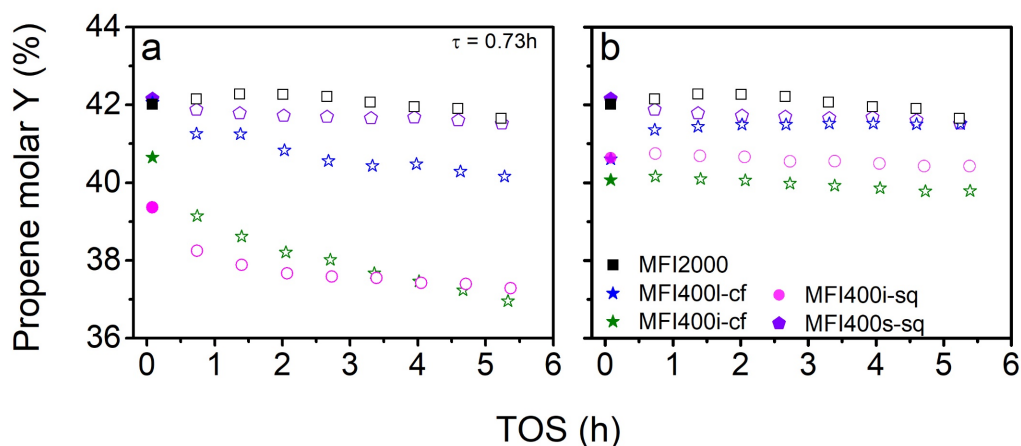 Propene molar Y (%)
44
42
40
38
36
a
τ = 0.73h
b
MFI2000
MFI400l-cf
MFI400i-cf
MFI400i-sq
MFI400s-sq
0 1 2 3 4 5 6
0 1 2 3 4 5 6
TOS (h)